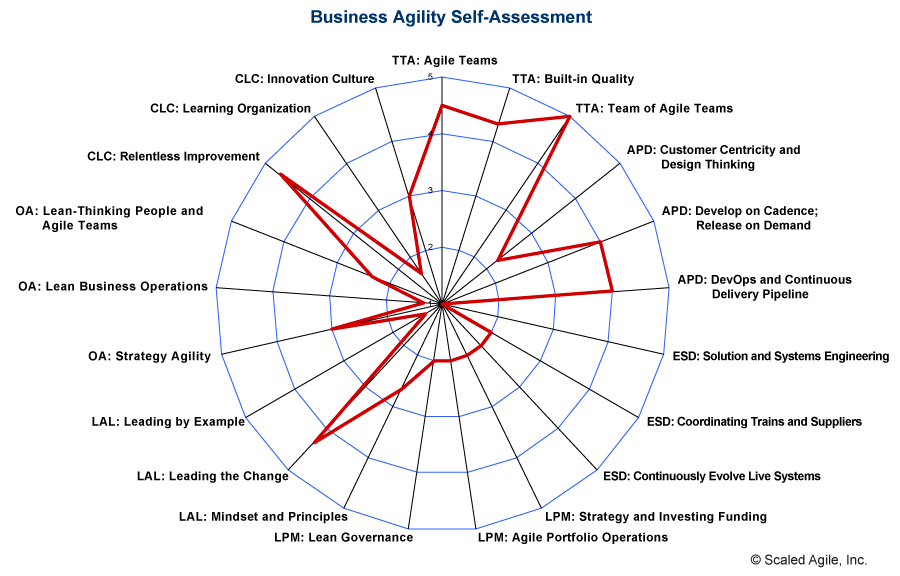 Business Agility Self-Assessment
TTA: Agile Teams
5
CLC: Innovation Culture
TTA: Built-in Quality
CLC: Learning Organization
TTA: Team of Agile Teams
4
CLC: Relentless Improvement
APD: Customer Centricity and
Design Thinking
3
OA: Lean-Thinking People and
Agile Teams
APD: Develop on Cadence;
Release on Demand
2
OA: Lean Business Operations
APD: DevOps and Continuous
Delivery Pipeline
1
OA: Strategy Agility
ESD: Solution and Systems Engineering
LAL: Leading by Example
ESD: Coordinating Trains and Suppliers
LAL: Leading the Change
ESD: Continuously Evolve Live Systems
LAL: Mindset and Principles
LPM: Strategy and Investing Funding
LPM: Lean Governance
LPM: Agile Portfolio Operations
© Scaled Agile, Inc.